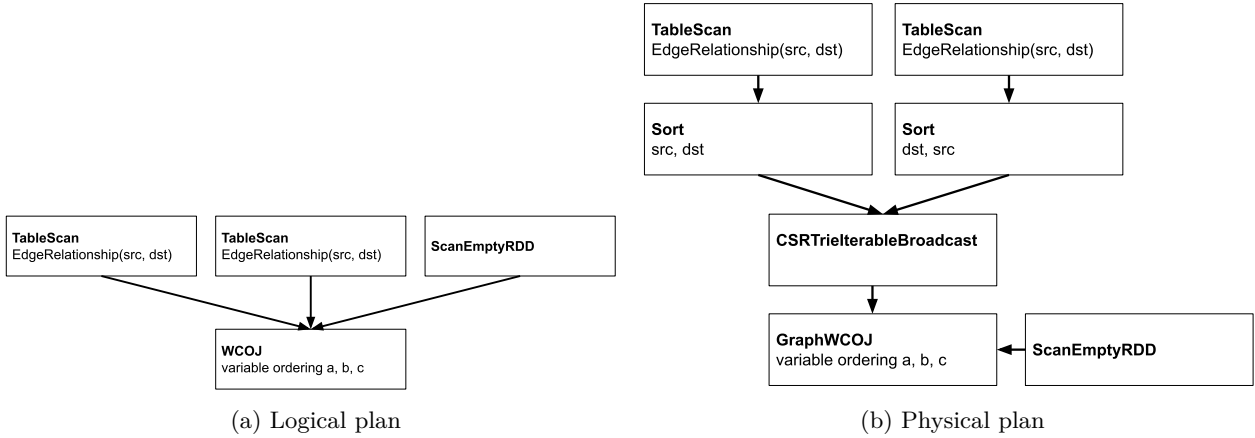 TableScan
EdgeRelationship(src, dst)
TableScan
EdgeRelationship(src, dst)
ScanEmptyRDD
WCOJ
variable ordering a, b, c
(a) Logical plan
TableScan
EdgeRelationship(src, dst)
TableScan
EdgeRelationship(src, dst)
Sort
src, dst
Sort
dst, src
CSRTrieIterableBroadcast
GraphWCOJ
variable ordering a, b, c
ScanEmptyRDD
(b) Physical plan